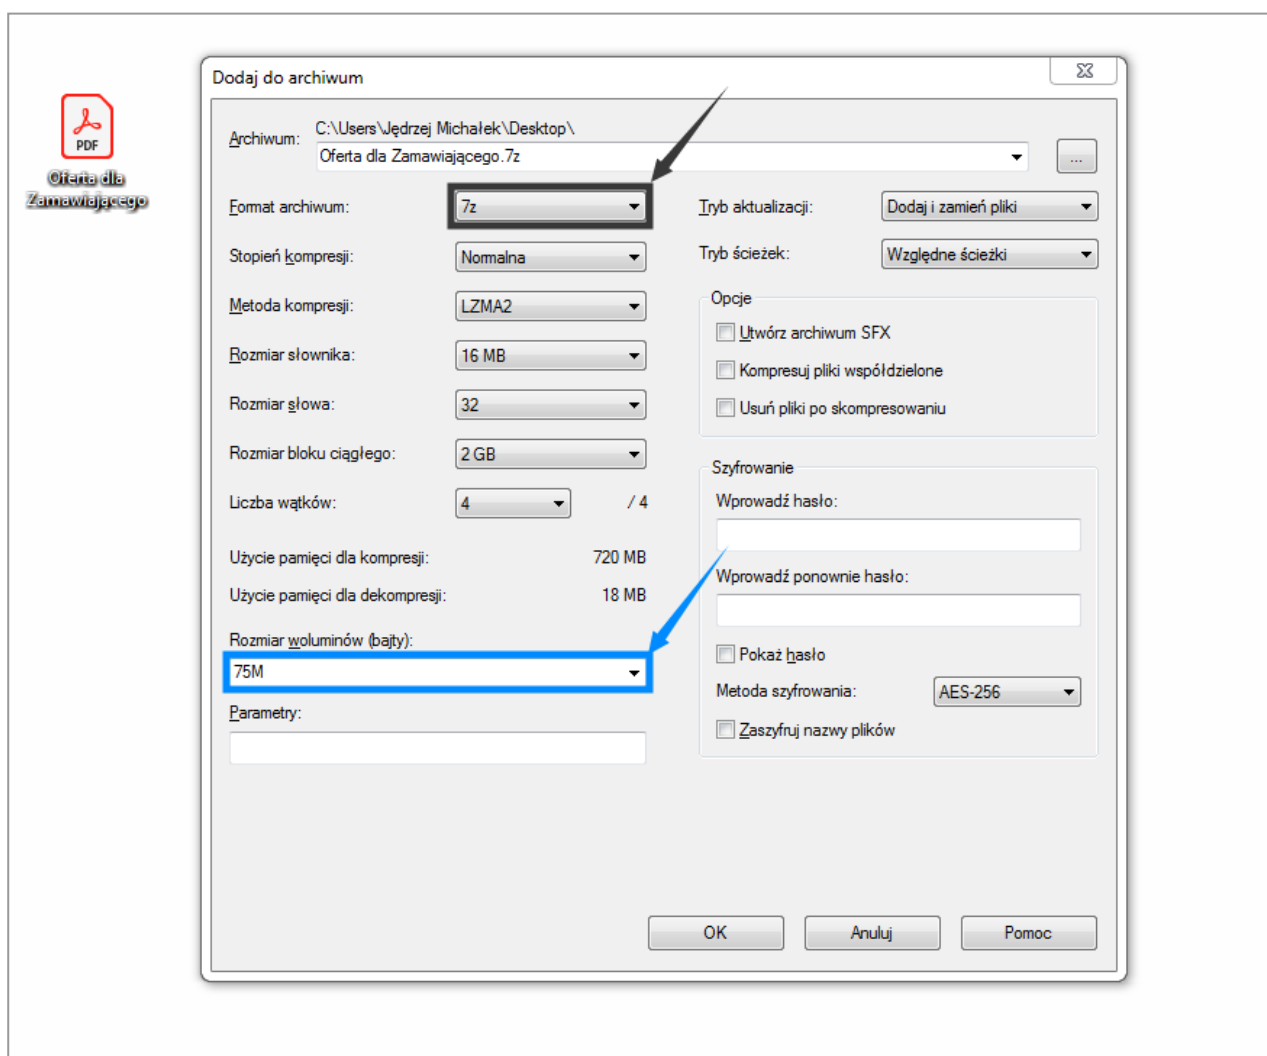 Dodaj do archiwum
PDF
Oferta dla
Zamawiającego
Archiwum:
C:\Users\Jędrzej Michałek\Desktop\
Oferta dla Zamawiającego.7z
...
Format archiwum:
7z
Stopień kompresji:
Normalna
Metoda kompresji:
LZMA2
Rozmiar słownika:
16 MB
Rozmiar słowa:
32
Rozmiar bloku ciągłego:
2 GB
Liczba wątków:
4
/ 4
Użycie pamięci dla kompresji:
720 MB
Użycie pamięci dla dekompresji:
18 MB
Rozmiar woluminów (bajty):
75M
Parametry:
Tryb aktualizacji:
Dodaj i zamień pliki
Tryb ścieżek:
Względne ścieżki
Opcje
Utwórz archiwum SFX
Kompresuj pliki współdzielone
Usuń pliki po skompresowaniu
Szyfrowanie
Wprowadź hasło:
Wprowadź ponownie hasło:
Pokaż hasło
Metoda szyfrowania:
AES-256
Zaszyfruj nazwy plików
OK
Anuluj
Pomoc